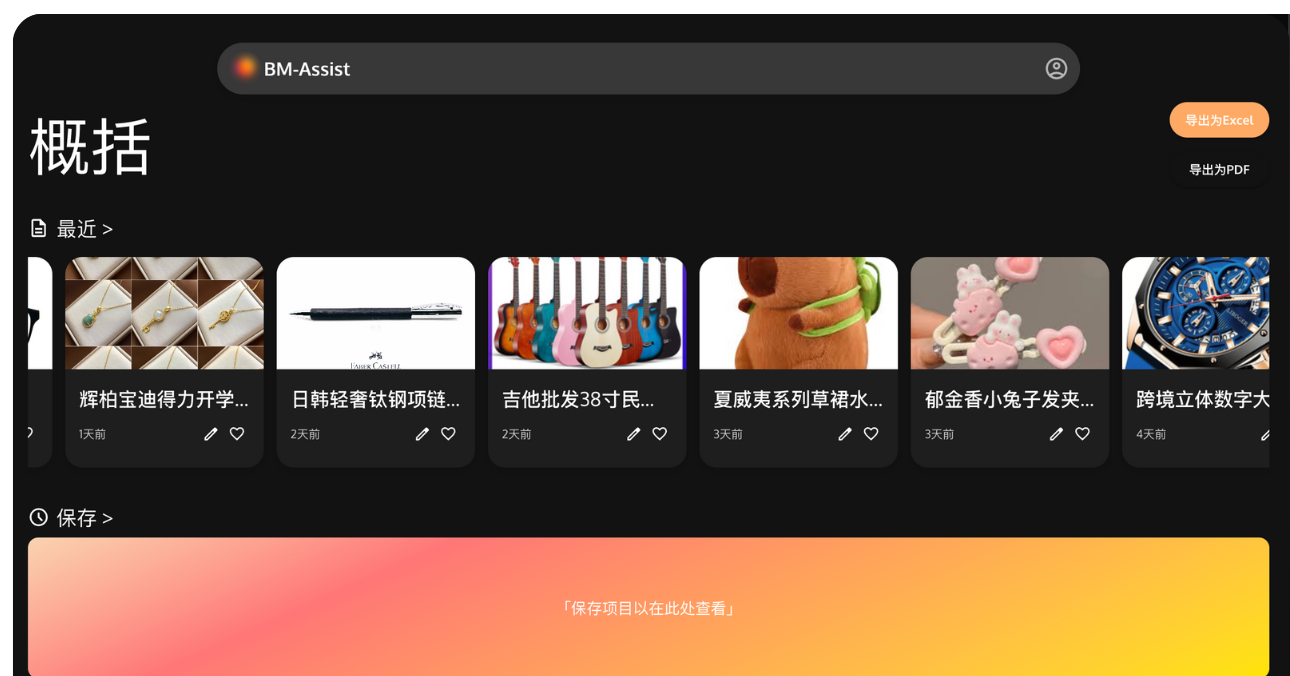 BM-Assist
概括
导出为Excel
导出为PDF
最近 >
辉柏宝迪得力开学...
1天前
日韩轻奢钛钢项链...
2天前
FABER CASTELL
吉他批发38寸民...
2天前
夏威夷系列草裙水...
3天前
郁金香小兔子发夹...
3天前
跨境立体数字大
4天前
保存 >
「保存项目以在此处查看」